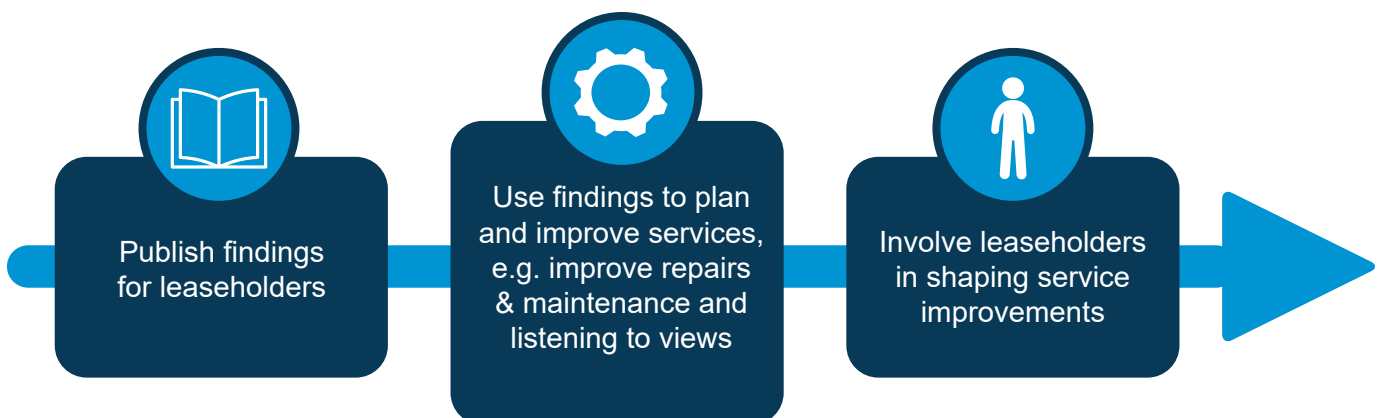 Publish findings
for leaseholders
Use findings to plan
and improve services,
e.g. improve repairs
& maintenance and
listening to views
Involve leaseholders
in shaping service
improvements